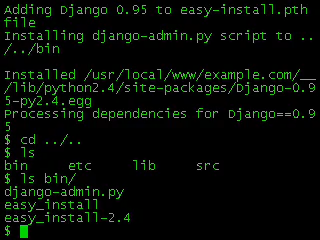 Adding Django 0.95 to easy-install.pth
file
Installing django-admin.py script to ..
/../bin
Installed /usr/local/www/example.com/__
/lib/python2.4/site-packages/Django-0.9
5-py2.4.egg
Processing dependencies for Django==0.9
5
$ cd ../..
$ ls
bin     etc     lib     src
$ ls bin/
django-admin.py
easy_install
easy_install-2.4
$